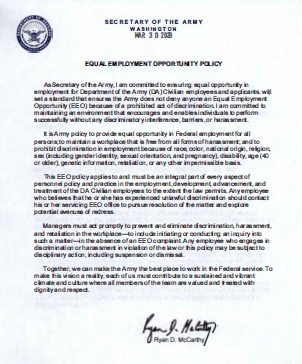 SECRETARY OF THE ARMY
WASHINGTON
MAR 30 2020
EQUAL EMPLOYMENT OPPORTUNITY POLICY
As Secretary of the Army, I am committed to ensuring equal opportunity in
employment for Department of the Army (DA) Civilian employees and applicants. will
set a standard that ensures the Army does not deny anyone an Equal Employment
Opportunity (EEO) because of a prohibited act of discrimination. I am committed to
maintaining an environment that encourages and enables individuals to perform
successfully without any discriminatory interference, barriers, or harassment.
It is Army policy to provide equal opportunity in Federal employment for all
persons; to maintain a workplace that is free from all forms of harassment; and to
prohibit discrimination in employment because of race, color, national origin, religion,
sex (including gender identity, sexual orientation, and pregnancy), disability, age (40
or older), genetic information, retaliation, or any other impermissible basis.
This EEO policy applies to and must be an integral part of every aspect of
personnel policy and practice in the employment, development, advancement, and
treatment of the DA Civilian employees to the extent the law permits. Any employee
who believes that he or she has experienced unlawful discrimination should contact
his or her servicing EEO office to pursue resolution of the matter and explore
potential avenues of redress.
Managers must act promptly to prevent and eliminate discrimination, harassment,
and retaliation in the workplace—to include initiating or conducting an inquiry into
such a matter—in the absence of an EEO complaint. Any employee who engages in
discrimination or harassment in violation of the law or this policy may be subject to
disciplinary action, including suspension or dismissal.
Together, we can make the Army the best place to work in the Federal service. To
make this vision a reality, each of us must contribute to a sustained and vibrant
climate and culture where all members of the team are valued and treated with
dignity and respect.
Ryan D. McCarthy
Ryan D. McCarthy